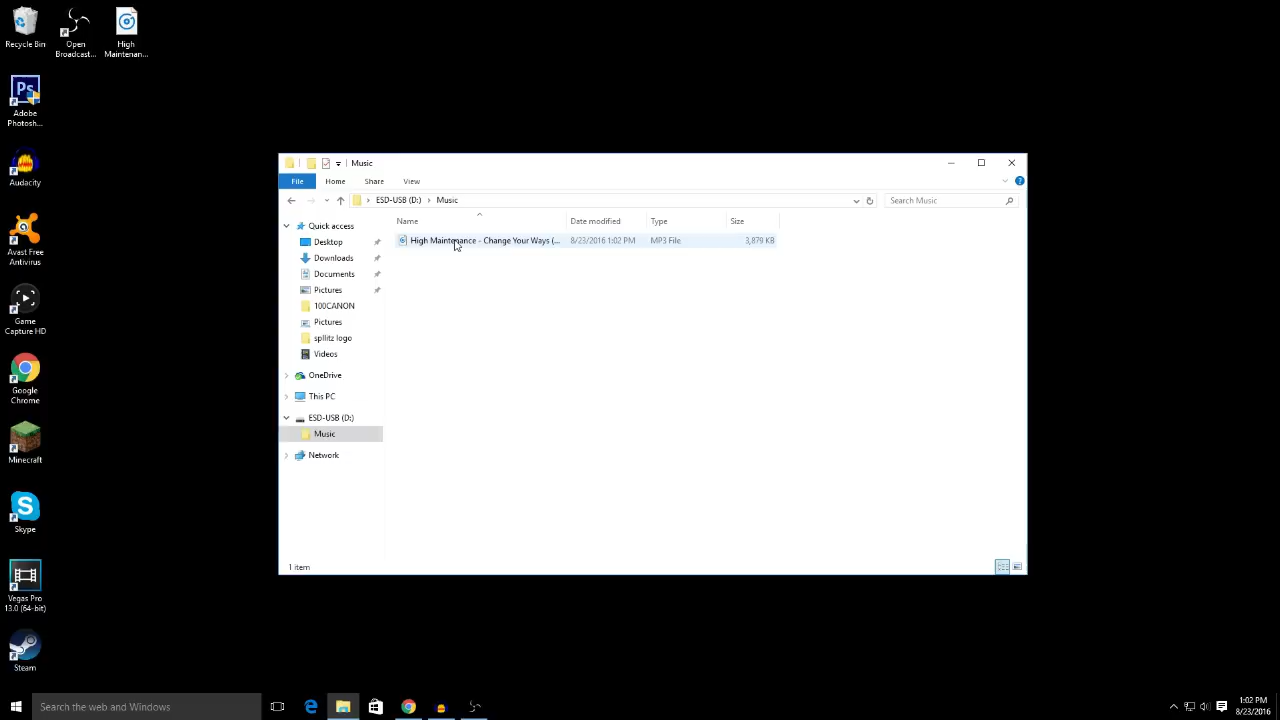 Recycle Bin
Open
Broadcast...
High
Maintenan...
Adobe
Photosh...
Audacity
Avast Free
Antivirus
Game
Capture HD
Google
Chrome
Minecraft
Skype
Vegas Pro
13.0 (64-bit)
Steam
Music
File Home Share View
ESD-USB (D:) Music
Search Music
Name Date modified Type Size
High Maintenance - Change Your Ways (... 8/23/2016 1:02 PM MP3 File 3,879 KB
Quick access
Desktop
Downloads
Documents
Pictures
100CANON
Pictures
spllitz logo
Videos
OneDrive
This PC
ESD-USB (D:)
Music
Network
1 item
Search the web and Windows
1:02 PM
8/23/2016